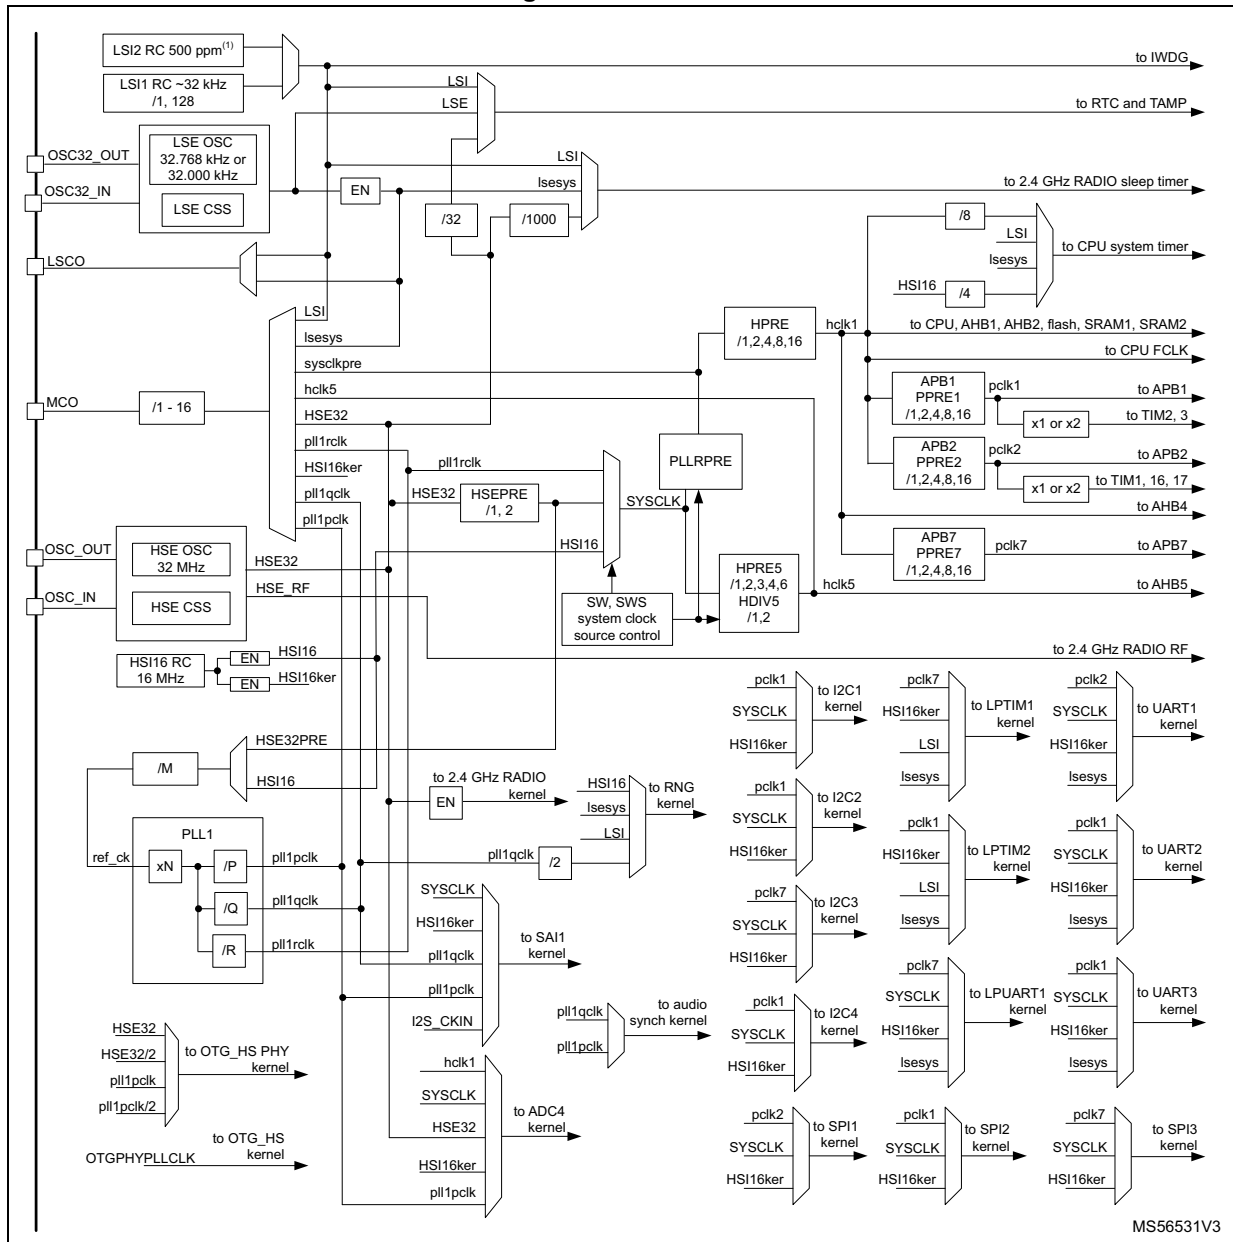 LSI2 RC 500 ppm(1)
LSI1 RC ~32 kHz
/1, 128
to IWDG
LSI
LSE
to RTC and TAMP
OSC32_OUT
LSE OSC
32.768 kHz or
32.000 kHz
OSC32_IN
LSE CSS
EN
LSI
lsesys
to 2.4 GHz RADIO sleep timer
/32
/1000
LSCO
/8
LSI
lsesys
HSI16
/4
to CPU system timer
LSI
lsesys
sysclkpre
hclk5
HSE32
pll1rclk
HSI16ker
pll1qclk
pll1pclk
MCO
/1 - 16
HPRE
/1,2,4,8,16
hclk1
to CPU, AHB1, AHB2, flash, SRAM1, SRAM2
to CPU FCLK
APB1
PPRE1
/1,2,4,8,16
pclk1
to APB1
x1 or x2
to TIM2, 3
APB2
PPRE2
/1,2,4,8,16
pclk2
to APB2
x1 or x2
to TIM1, 16, 17
to AHB4
APB7
PPRE7
/1,2,4,8,16
pclk7
to APB7
pll1rclk
HSE32
HSEPRE
/1, 2
HSI16
SYSCLK
PLLRPRE
HPRE5
/1,2,3,4,6
HDIV5
/1,2
hclk5
to AHB5
SW, SWS
system clock
source control
OSC_OUT
HSE OSC
32 MHz
OSC_IN
HSE CSS
HSE32
HSE_RF
to 2.4 GHz RADIO RF
HSI16 RC
16 MHz
EN
HSI16
EN
HSI16ker
HSE32PRE
HSI16
/M
PLL1
ref_ck
xN
/P
pll1pclk
/Q
pll1qclk
/R
pll1rclk
to 2.4 GHz RADIO
kernel
EN
HSI16
lsesys
LSI
pll1qclk
/2
to RNG
kernel
SYSCLK
HSI16ker
pll1qclk
pll1pclk
I2S_CKIN
to SAI1
kernel
pll1qclk
pll1pclk
to audio
synch kernel
HSE32
HSE32/2
pll1pclk
pll1pclk/2
to OTG_HS PHY
kernel
OTGPHYPLLCLK
to OTG_HS
kernel
hclk1
SYSCLK
HSE32
HSI16ker
pll1pclk
to ADC4
kernel
pclk1
SYSCLK
HSI16ker
to I2C1
kernel
pclk7
HSI16ker
LSI
lsesys
to LPTIM1
kernel
pclk2
SYSCLK
HSI16ker
lsesys
to UART1
kernel
pclk1
SYSCLK
HSI16ker
to I2C2
kernel
pclk1
HSI16ker
LSI
lsesys
to LPTIM2
kernel
pclk1
SYSCLK
HSI16ker
lsesys
to UART2
kernel
pclk7
SYSCLK
HSI16ker
to I2C3
kernel
pclk7
SYSCLK
HSI16ker
lsesys
to LPUART1
kernel
pclk1
SYSCLK
HSI16ker
lsesys
to UART3
kernel
pclk1
SYSCLK
HSI16ker
to I2C4
kernel
pclk2
SYSCLK
HSI16ker
to SPI1
kernel
pclk1
SYSCLK
HSI16ker
to SPI2
kernel
pclk7
SYSCLK
HSI16ker
to SPI3
kernel
MS56531V3